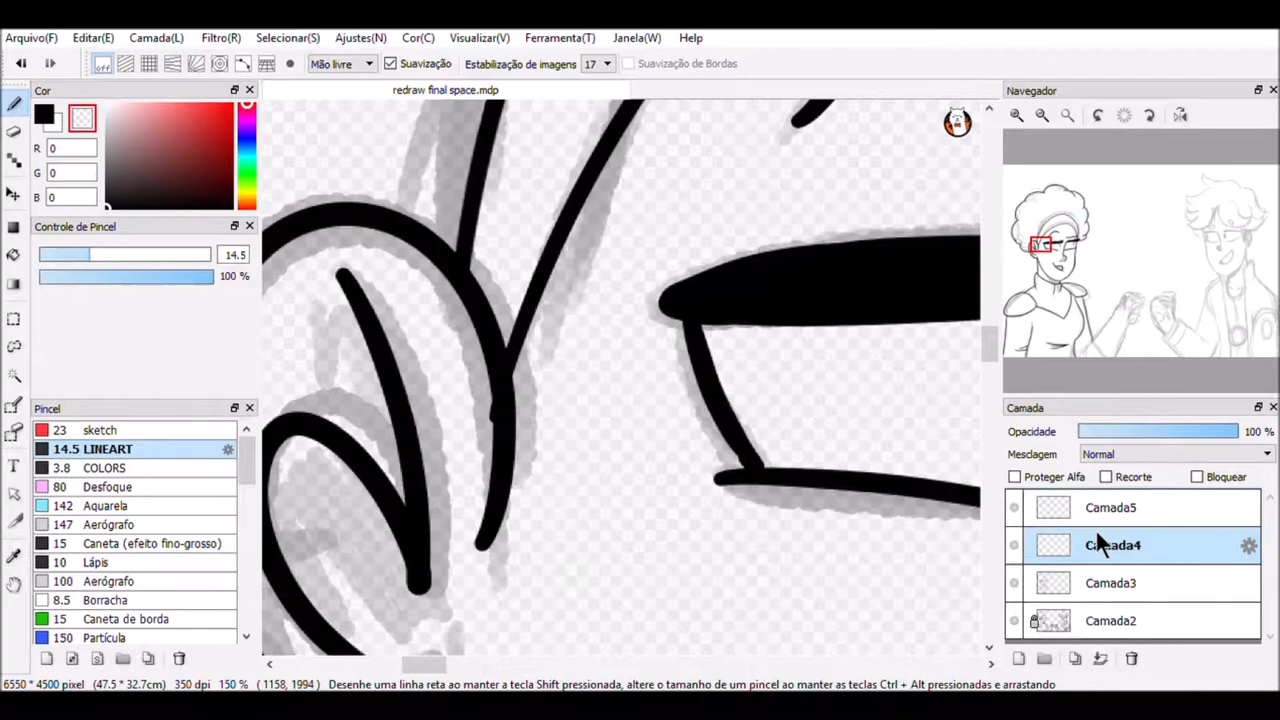 Arquivo(F) Editar(E) Camada(L) Filtro(R) Selecionar(S) Ajustes(N) Cor(C) Visualizar(V) Ferramenta(T) Janela(W) Help
off Mão livre Suavização Estabilização de imagens 17 Suavização de Bordas
Cor
redraw final space.mdp
Navegador
R 0
G 0
B 0
Controle de Pincel
14.5
100 %
Pincel
23 sketch
14.5 LINEART
3.8 COLORS
80 Desfoque
142 Aquarela
147 Aerógrafo
15 Caneta (efeito fino-grosso)
10 Lápis
100 Aerógrafo
8.5 Borracha
15 Caneta de borda
150 Partícula
Camada
Opacidade 100 %
Mesclagem Normal
Proteger Alfa Recorte Bloquear
Camada5
Camada4
Camada3
Camada2
6550 * 4500 pixel (47.5 * 32.7cm) 350 dpi 150 % ( 1158, 1994 ) Desenhe uma linha reta ao manter a tecla Shift pressionada, altere o tamanho de um pincel ao manter as teclas Ctrl + Alt pressionadas e arrastando